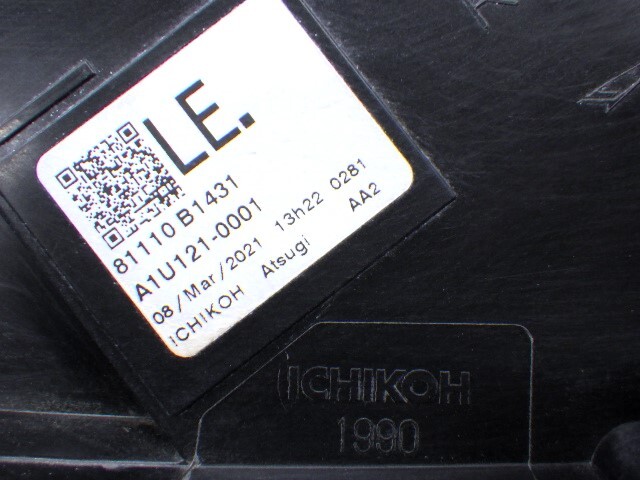 LE.
81110 B1431
A1U121-0001
08/Mar/2021 13h22 0281
ICHIKOH Atsugi AA2
ICHIKOH
1990